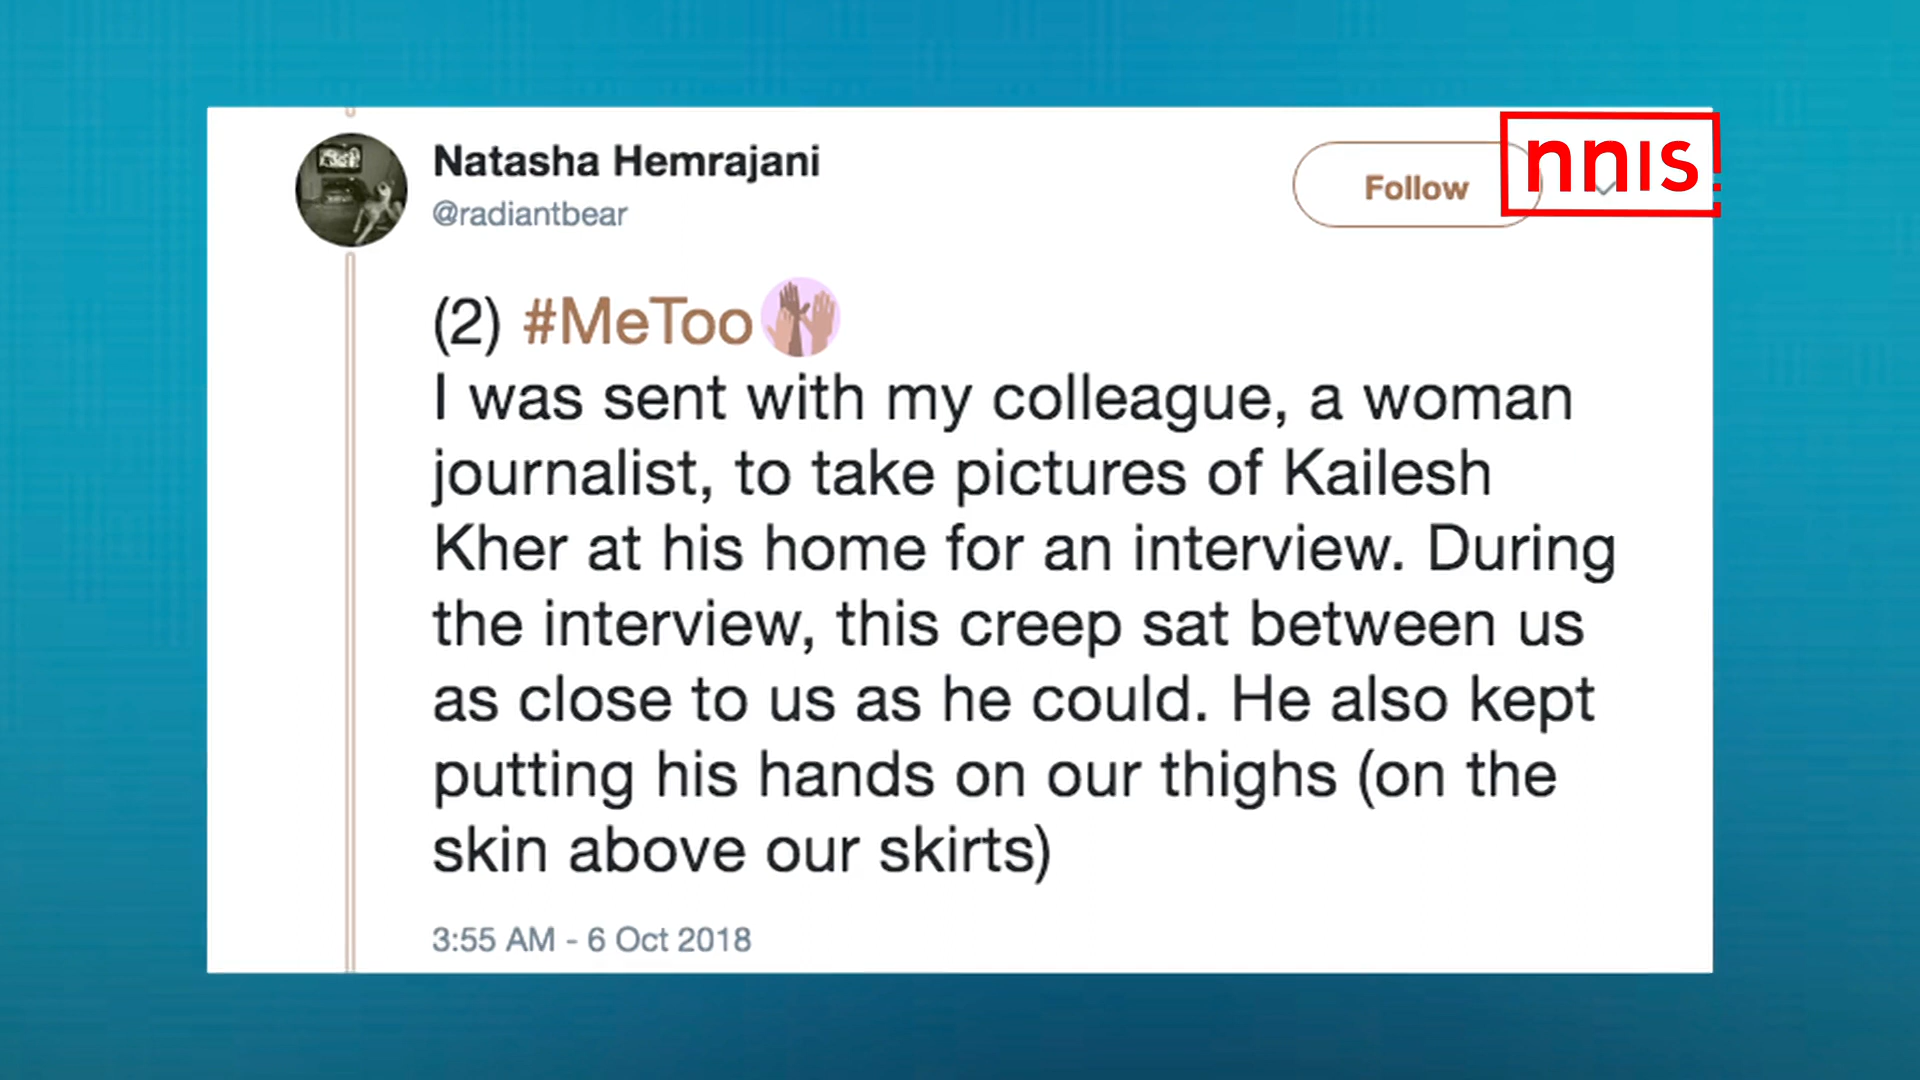 Natasha Hemrajani
@radiantbear
Follow
nnis!
(2) #MeToo
I was sent with my colleague, a woman
journalist, to take pictures of Kailesh
Kher at his home for an interview. During
the interview, this creep sat between us
as close to us as he could. He also kept
putting his hands on our thighs (on the
skin above our skirts)
3:55 AM - 6 Oct 2018